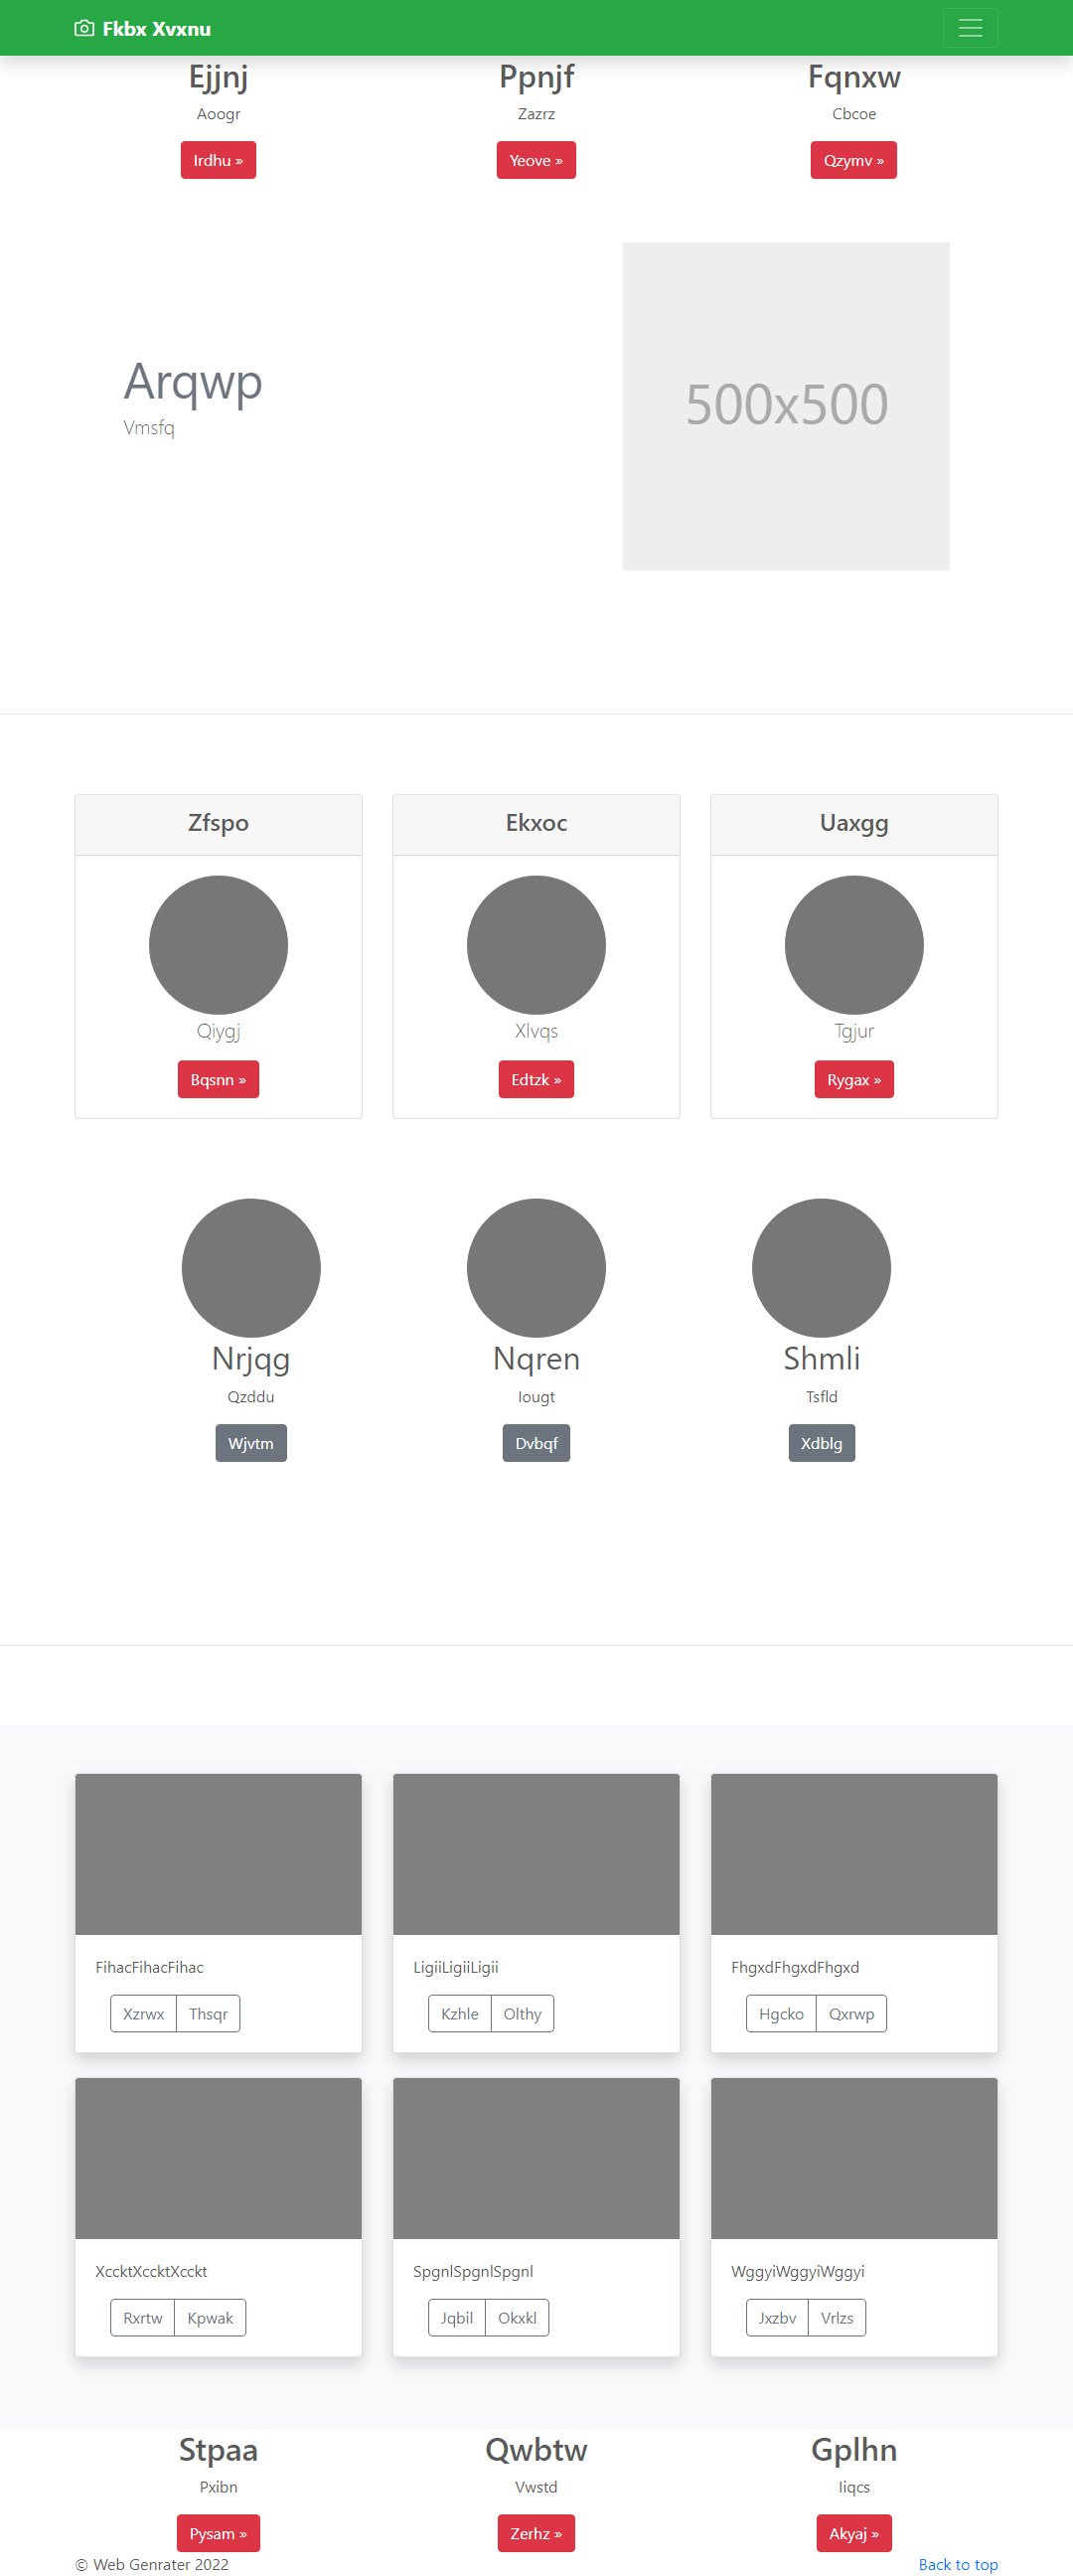 Fkbx Xvxnu
Ejjnj Ppnjf Fqnxw
Aoogr Zazrz Cbcoe
Irdhu » Yeove » Qzymv »
Arqwp
Vmsfq
500x500
Zfspo Ekxoc Uaxgg
Qiygj Xlvqs Tgjur
Bqsnn » Edtzk » Rygax »
Nrjqg Nqren Shmli
Qzddu Iougt Tsfld
Wjvtm Dvbqf Xdblg
FihacFihacFihac LigiiLigiiLigii FhgxdFhgxdFhgxd
Xzrwx Thsqr Kzhle Olthy Hgcko Qxrwp
XccktXccktXcckt SpgnlSpgnlSpgnl WggyiWggyiWggyi
Rxrtw Kpwak Jqbil Okxkl Jxzbv Vrlzs
Stpaa Qwbtw Gplhn
Pxibn Vwstd Iiqcs
Pysam » Zerhz » Akyaj »
© Web Genrater 2022 Back to top